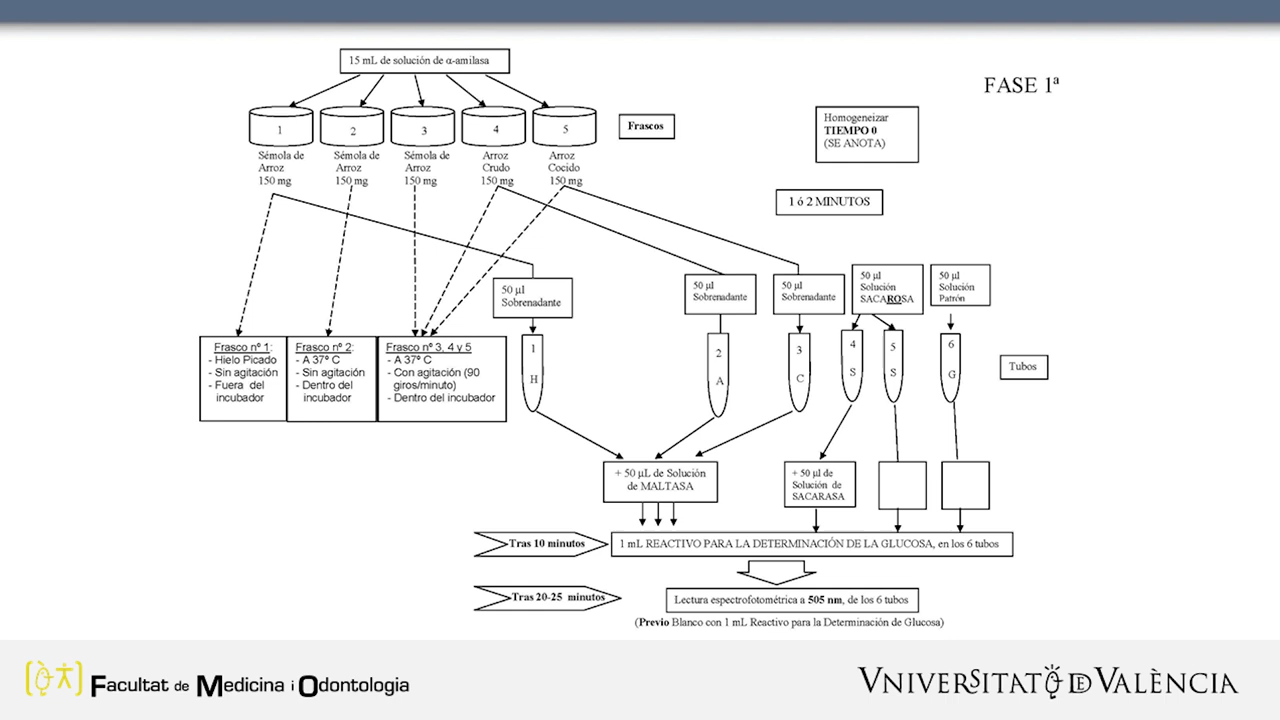 15 mL de solución de α-amilasa
FASE 1ª
1
2
3
4
5
Frascos
Homogeneizar
TIEMPO 0
(SE ANOTA)
Sémola de
Arroz
150 mg
Sémola de
Arroz
150 mg
Sémola de
Arroz
150 mg
Arroz
Crudo
150 mg
Arroz
Cocido
150 mg
1 ó 2 MINUTOS
50 µl
Sobrenadante
50 µl
Sobrenadante
50 µl
Sobrenadante
50 µl
Solución
SACAROSA
50 µl
Solución
Patrón
Frasco nº 1:
- Hielo Picado
- Sin agitación
- Fuera del
incubador
Frasco nº 2:
- A 37º C
- Sin agitación
- Dentro del
incubador
Frasco nº 3, 4 y 5
- A 37º C
- Con agitación (90
giros/minuto)
- Dentro del incubador
1
H
2
A
3
C
4
S
5
S
6
G
Tubos
+ 50 µL de Solución
de MALTASA
+ 50 µl de
Solución de
SACARASA
Tras 10 minutos
1 mL REACTIVO PARA LA DETERMINACIÓN DE LA GLUCOSA, en los 6 tubos
Tras 20-25 minutos
Lectura espectrofotométrica a 505 nm, de los 6 tubos
(Previo Blanco con 1 mL Reactivo para la Determinación de Glucosa)
Facultat de Medicina i Odontologia
VNIVERSITAT DE VALÈNCIA